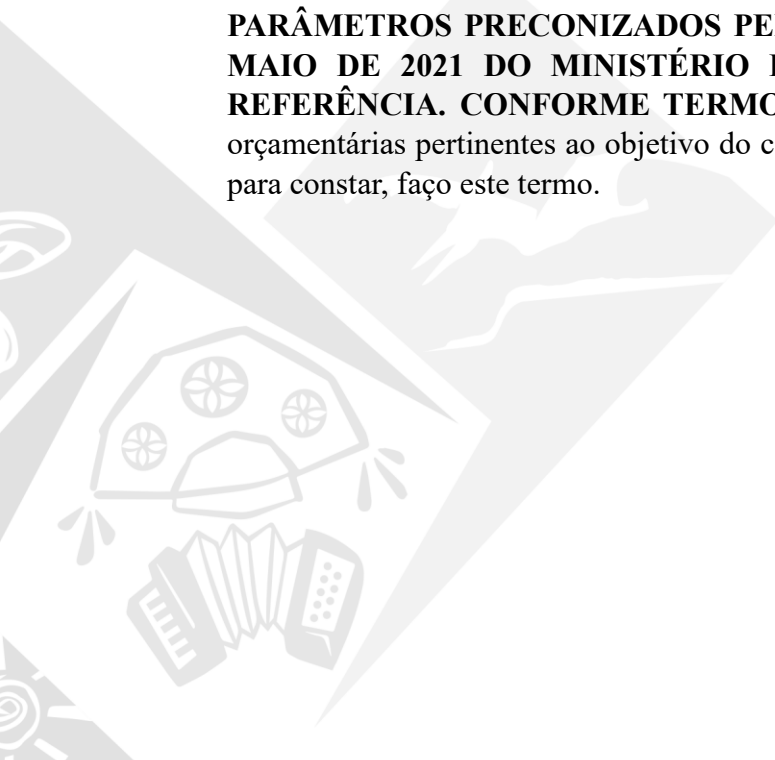 PARÂMETROS PRECONIZADOS PE
MAIO DE 2021 DO MINISTÉRIO
REFERÊNCIA. CONFORME TERMO
orçamentárias pertinentes ao objetivo do c
para constar, faço este termo.